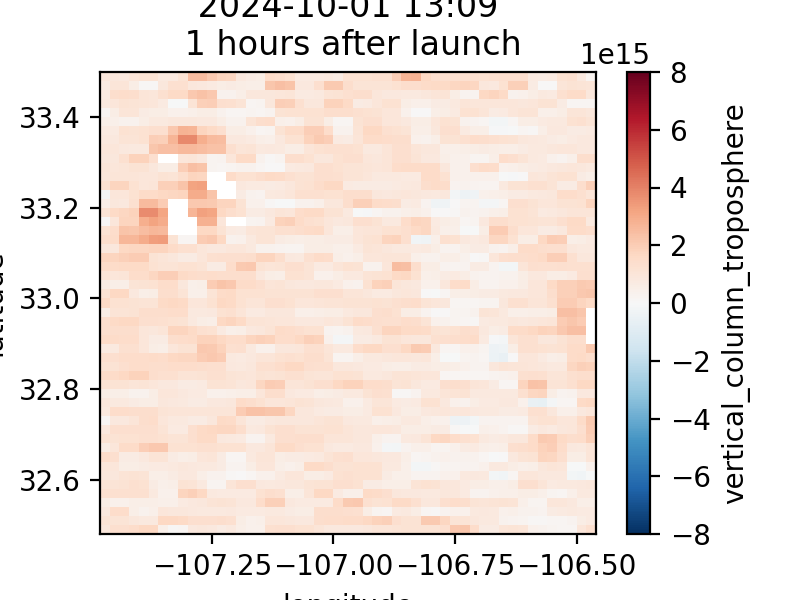 2024-10-01 13:09
1 hours after launch
1e15
33.4
33.2
33.0
32.8
32.6
−107.25 −107.00 −106.75 −106.50
longitude
latitude
8
6
4
2
0
−2
−4
−6
−8
vertical_column_troposphere